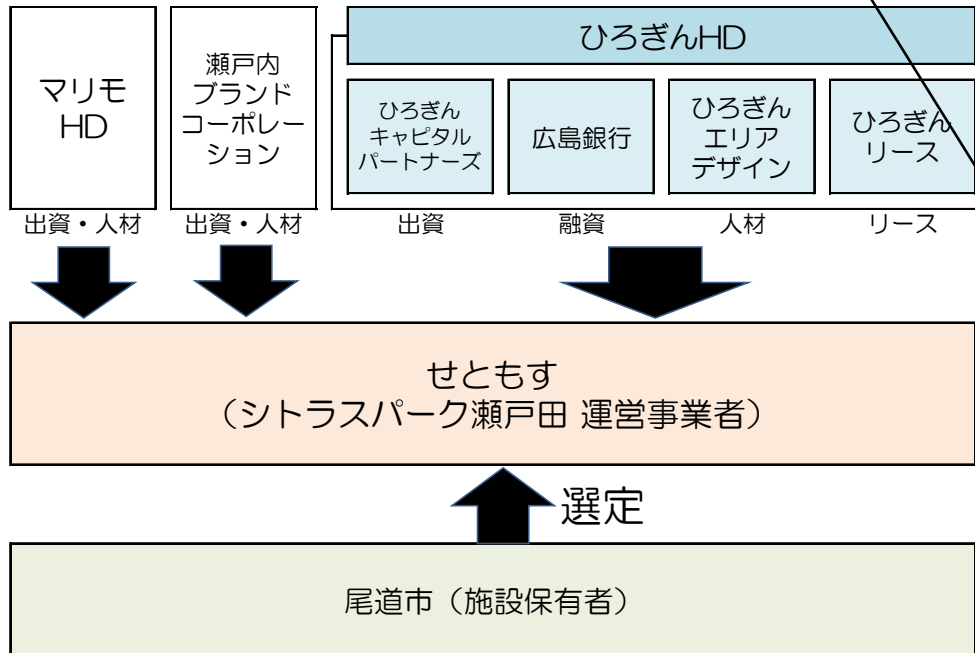 マリモ
HD
瀬戸内
ブランド
コーポレー
ション
ひろぎんHD
ひろぎん
キャピタル
パートナーズ
広島銀行
ひろぎん
エリア
デザイン
ひろぎん
リース
出資・人材
出資・人材
出資
融資
人材
リース
せともす
（シトラスパーク瀬戸田 運営事業者）
選定
尾道市（施設保有者）